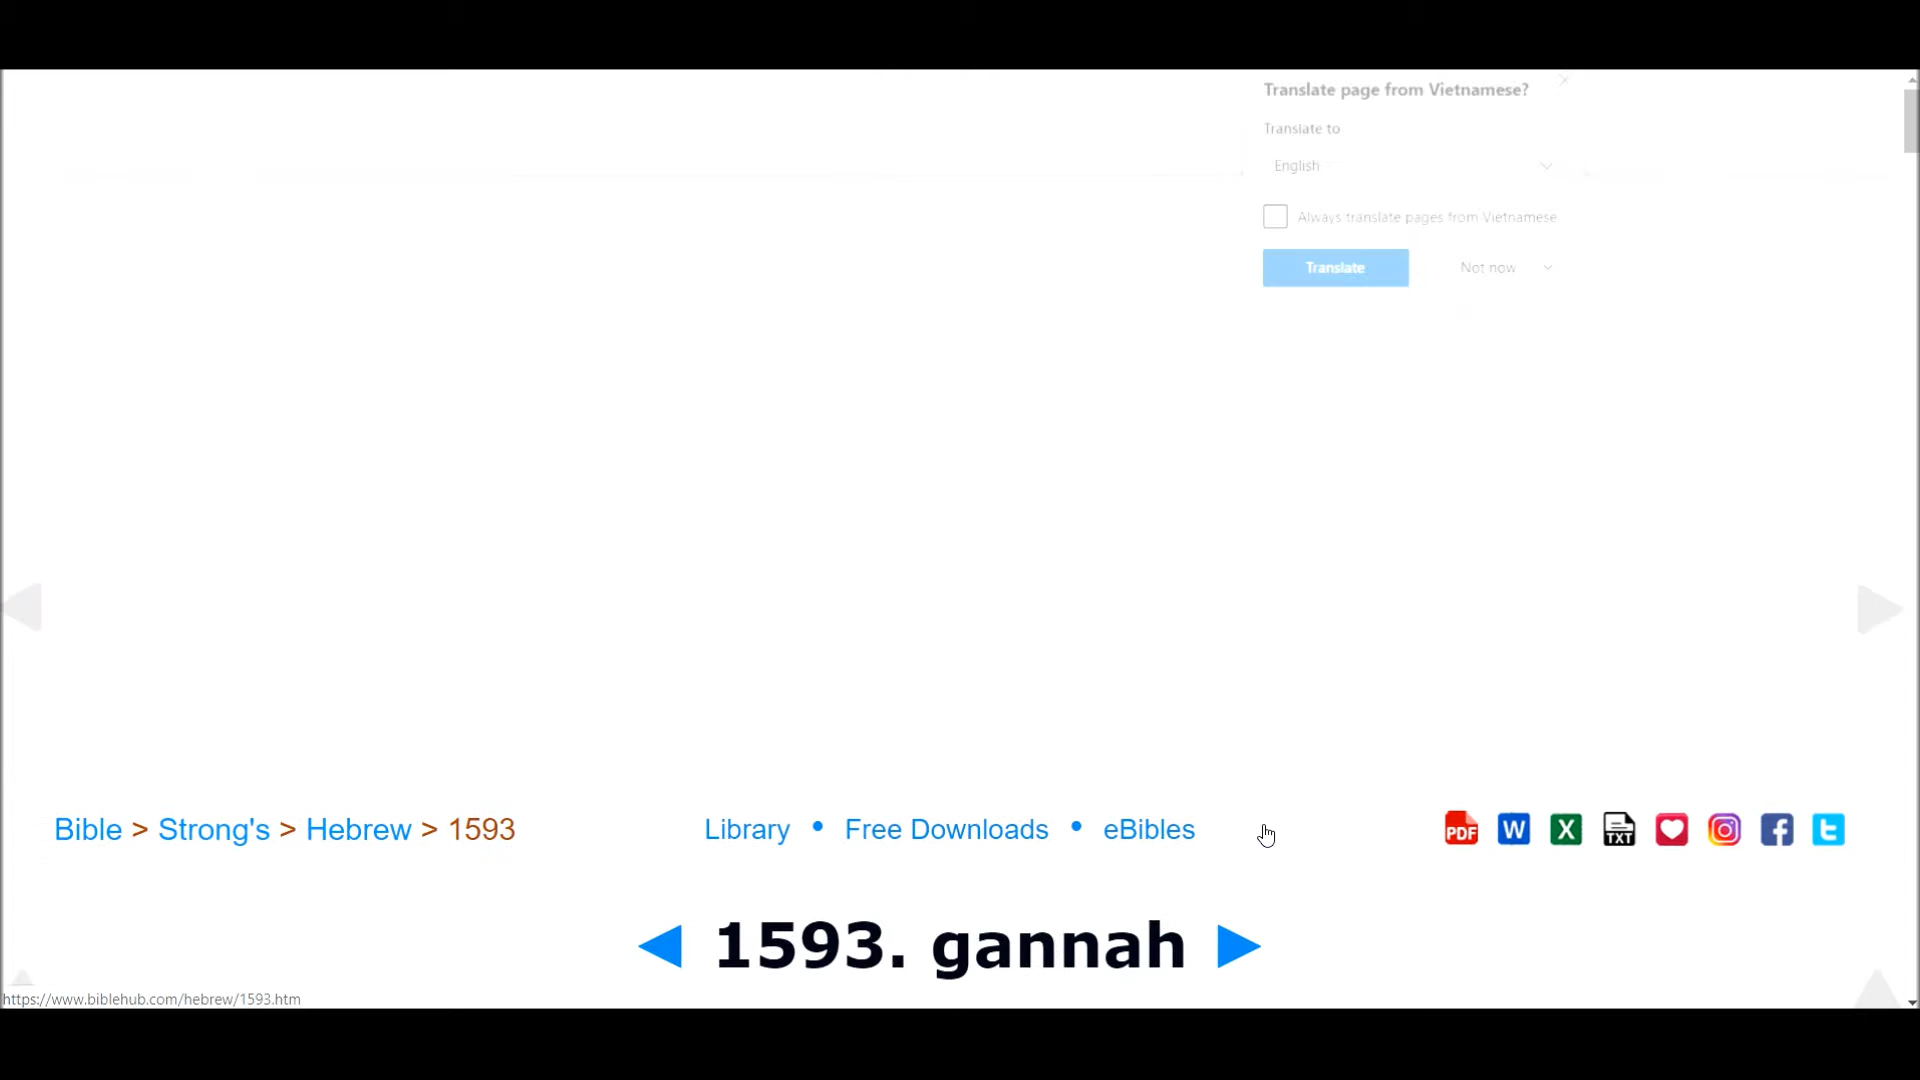 Translate page from Vietnamese?
Translate to
English
Always translate pages from Vietnamese
Translate Not now
Bible > Strong's > Hebrew > 1593 Library • Free Downloads • eBibles PDF W X TXT
◄ 1593. gannah ►
https://www.biblehub.com/hebrew/1593.htm